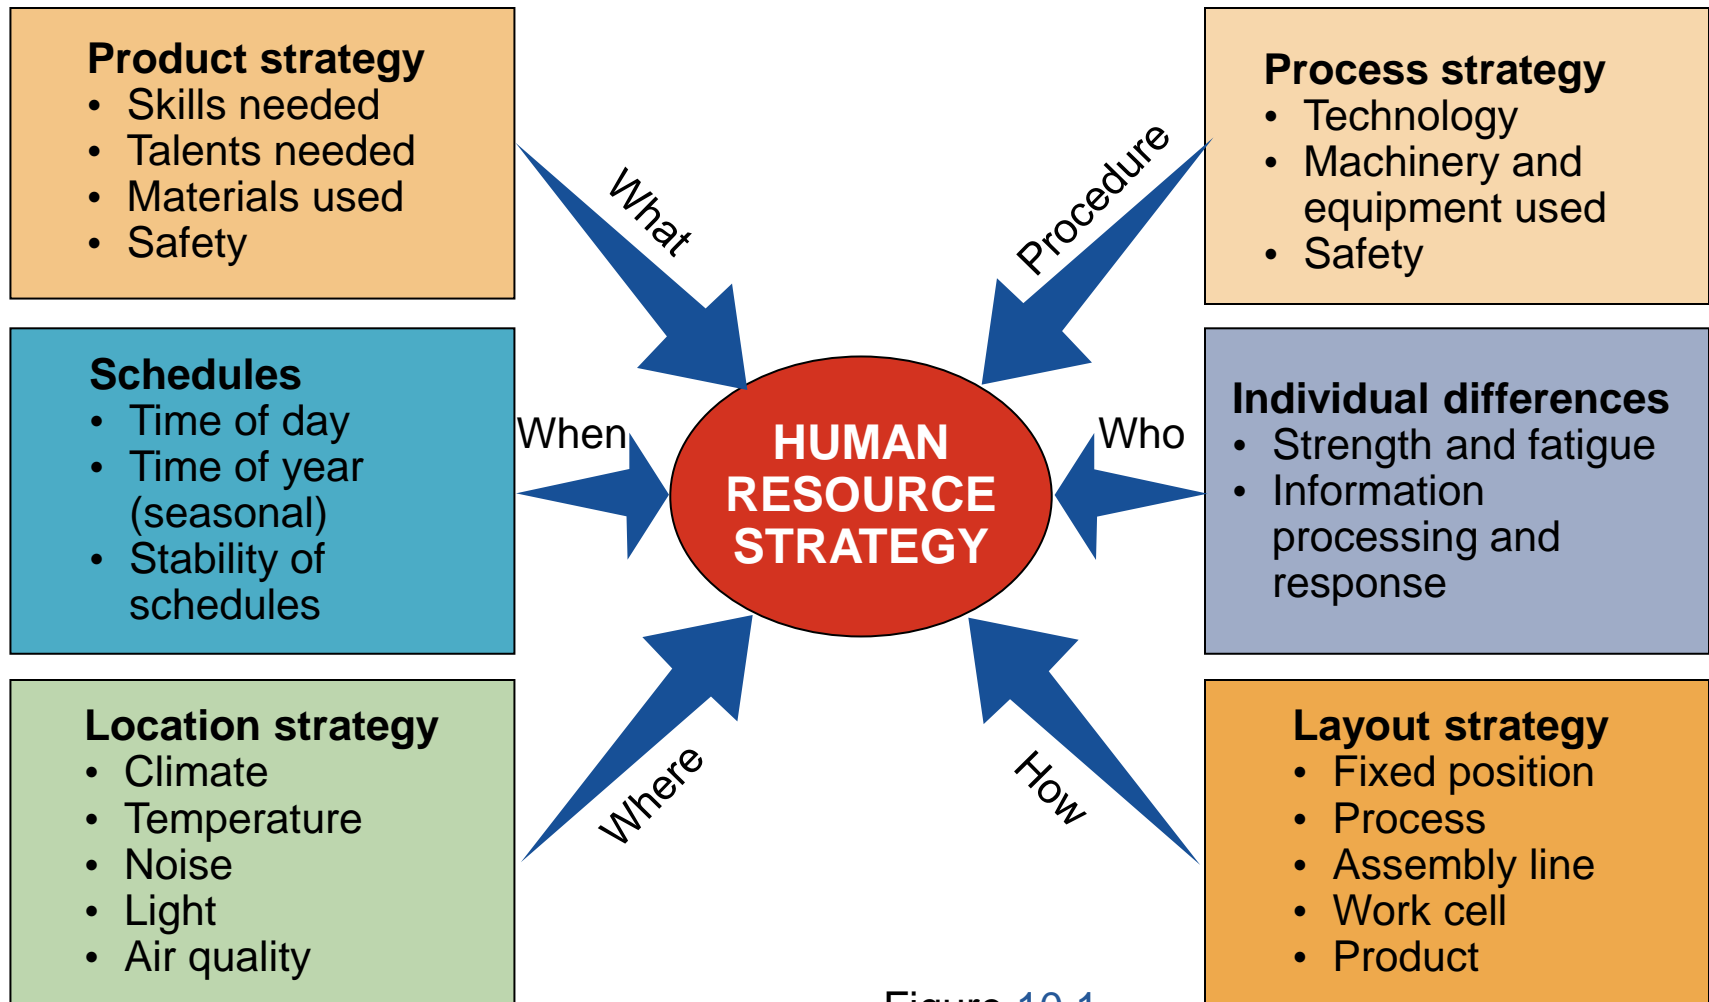 Product strategy
• Skills needed
• Talents needed
• Materials used
• Safety
What
Procedure
Process strategy
• Technology
• Machinery and
equipment used
• Safety
Schedules
• Time of day
• Time of year
(seasonal)
• Stability of
schedules
When
HUMAN
RESOURCE
STRATEGY
Who
Individual differences
• Strength and fatigue
• Information
processing and
response
Location strategy
• Climate
• Temperature
• Noise
• Light
• Air quality
Where
How
Layout strategy
• Fixed position
• Process
• Assembly line
• Work cell
• Product
Figure 10.1